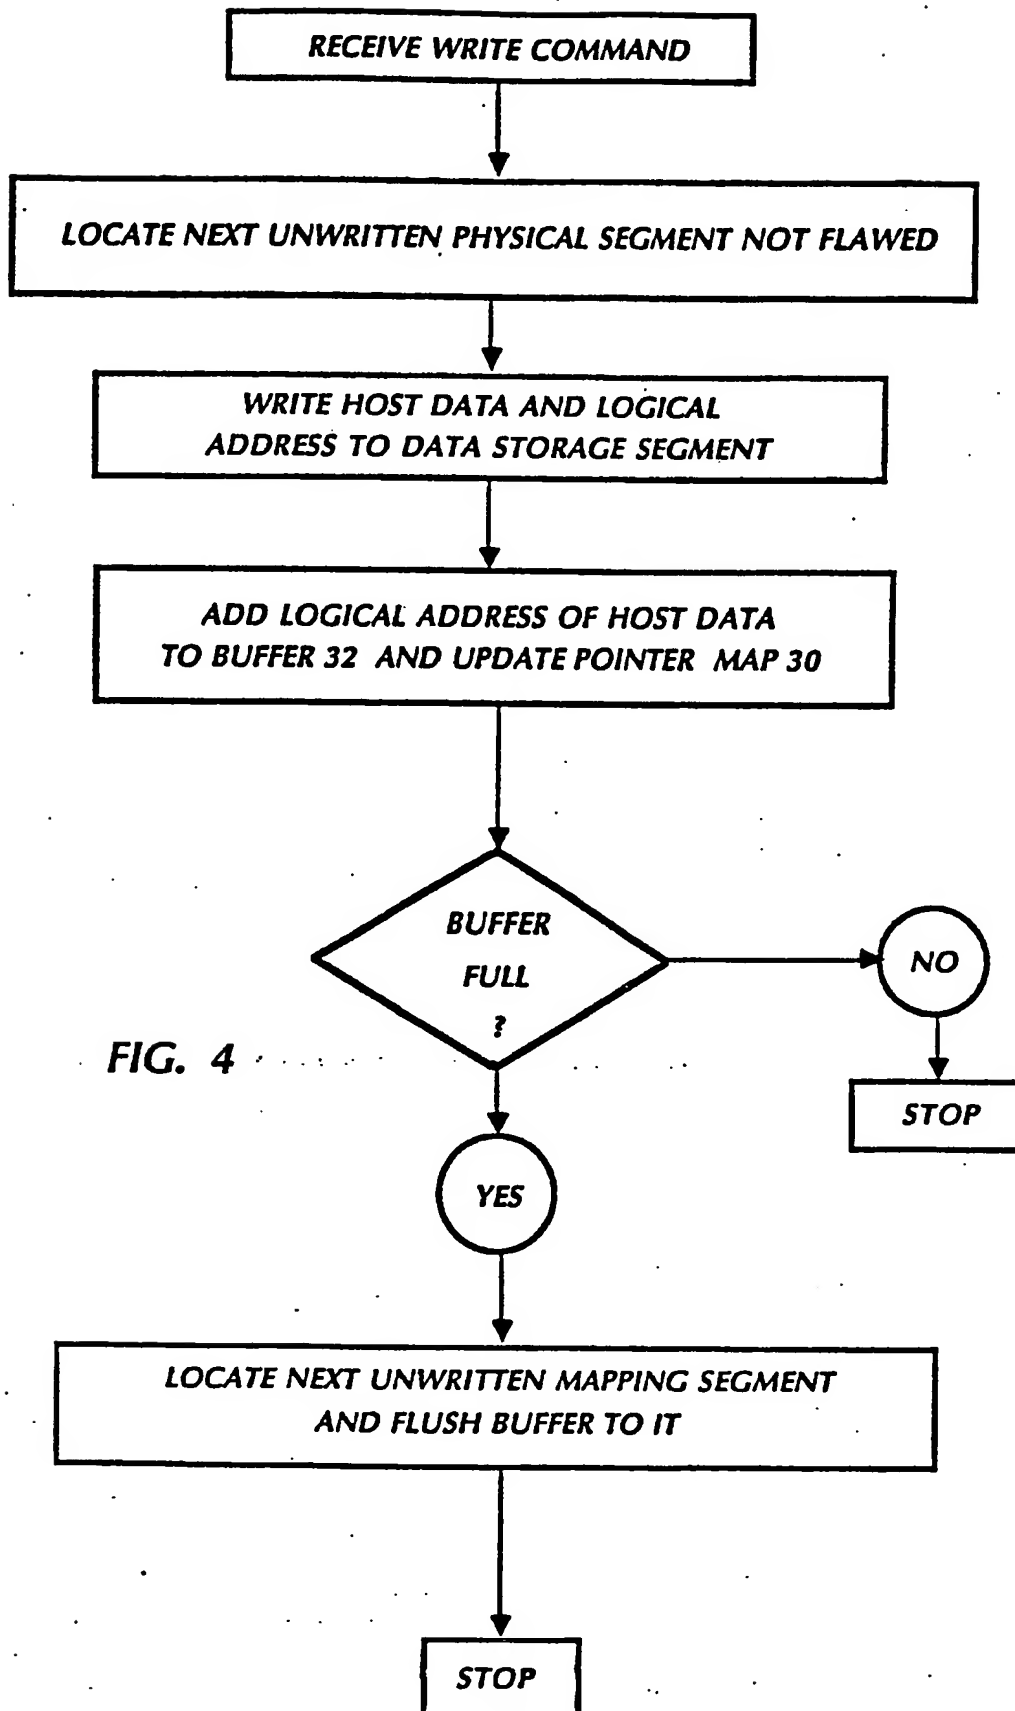 RECEIVE WRITE COMMAND
LOCATE NEXT UNWRITTEN PHYSICAL SEGMENT NOT FLAWED
WRITE HOST DATA AND LOGICAL
ADDRESS TO DATA STORAGE SEGMENT
ADD LOGICAL ADDRESS OF HOST DATA
TO BUFFER 32 AND UPDATE POINTER MAP 30
BUFFER
FULL
?
NO
STOP
FIG. 4
YES
LOCATE NEXT UNWRITTEN MAPPING SEGMENT
AND FLUSH BUFFER TO IT
STOP